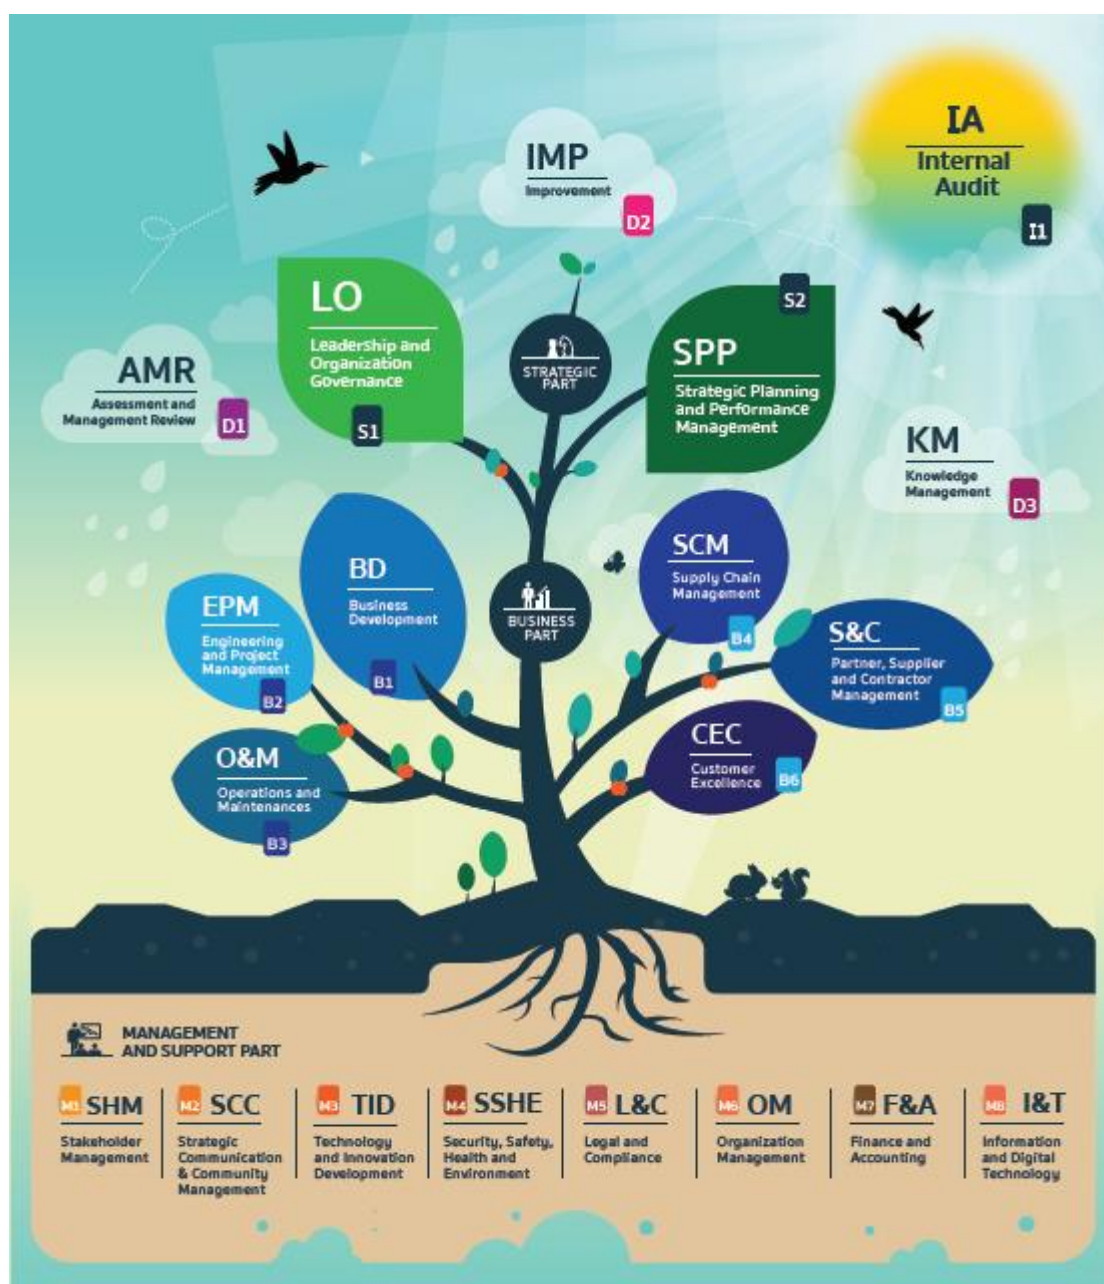 IA
Internal
Audit
I1
IMP
Improvement
D2
LO
Leadership and
Organization
Governance
S1
STRATEGIC
PART
S2
SPP
Strategic Planning
and Performance
Management
AMR
Assessment and
Management Review
D1
KM
Knowledge
Management
D3
BD
Business
Development
B1
SCM
Supply Chain
Management
B4
EPM
Engineering
and Project
Management
B2
BUSINESS
PART
S&C
Partner, Supplier
and Contractor
Management
B5
O&M
Operations and
Maintenances
B3
CEC
Customer
Excellence
B6
MANAGEMENT
AND SUPPORT PART
M1 SHM
Stakeholder
Management
M2 SCC
Strategic
Communication
& Community
Management
M3 TID
Technology
and Innovation
Development
M4 SSHE
Security, Safety,
Health and
Environment
M5 L&C
Legal and
Compliance
M6 OM
Organization
Management
M7 F&A
Finance and
Accounting
M8 I&T
Information
and Digital
Technology